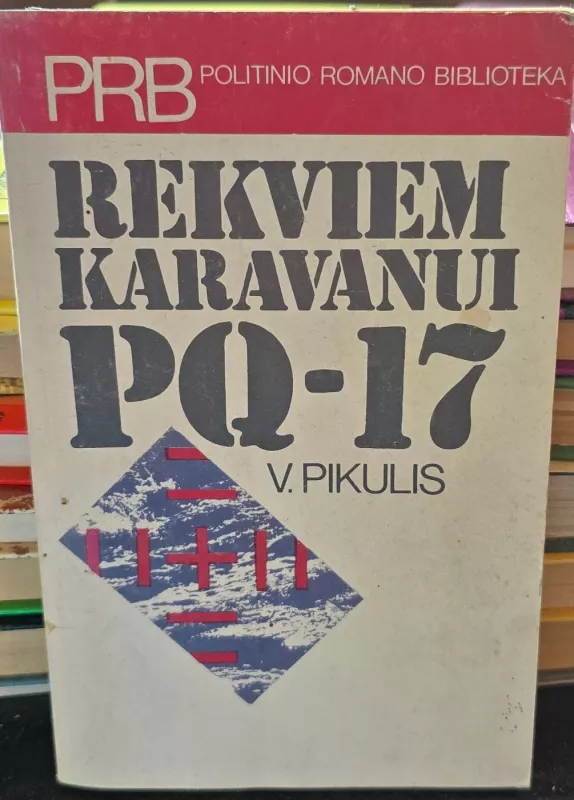 PRB POLITINIO ROMANO BIBLIOTEKA
REKVIEM
KARAVANUI
PQ-17
V. PIKULIS